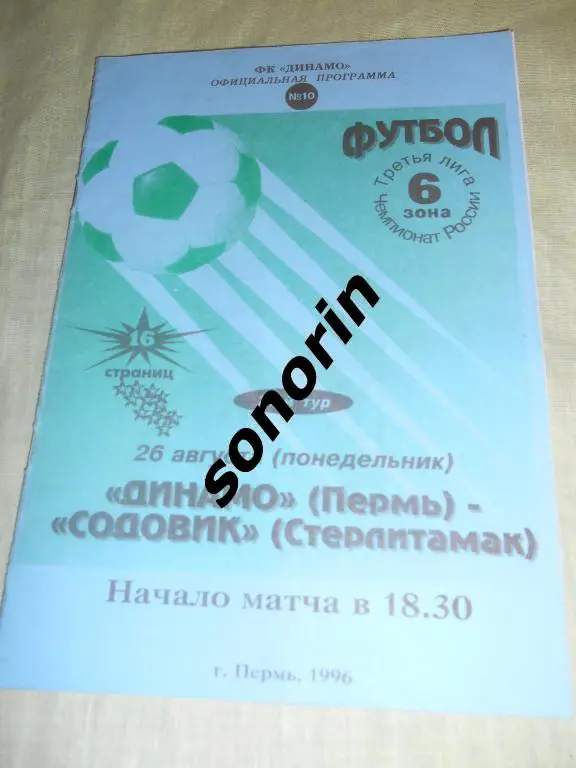 ФК «ДИНАМО»
ОФИЦИАЛЬНАЯ ПРОГРАММА
№10
ФУТБОЛ
Третья лига
6
зона
Чемпионат России
16
страниц
тур
26 август (понедельник)
«ДИНАМО» (Пермь) -
«СОДОВИК» (Стерлитамак)
Начало матча в 18.30
г. Пермь, 1996
sonorin